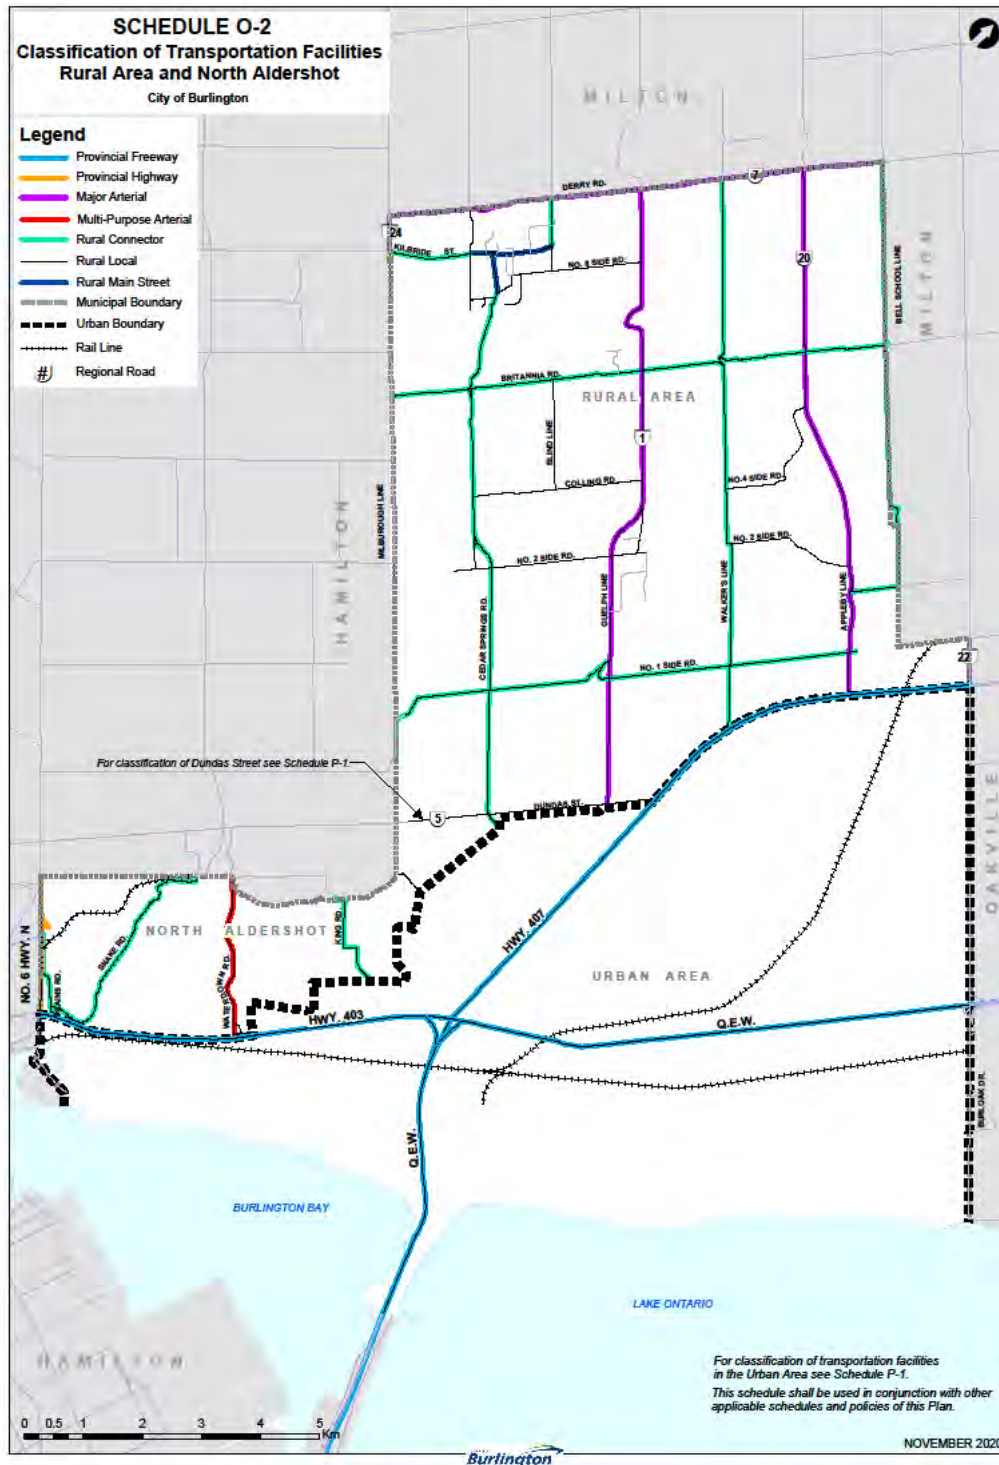 SCHEDULE O-2
Classification of Transportation Facilities
Rural Area and North Aldershot
City of Burlington
Legend
Provincial Freeway
Provincial Highway
Major Arterial
Multi-Purpose Arterial
Rural Connector
Rural Local
Rural Main Street
Municipal Boundary
Urban Boundary
Rail Line
# Regional Road
MILTON
DERRY RD.
7
24
KILBRIDE ST.
NO. 8 SIDE RD.
20
BELL SCHOOL LINE
MILTON
BRITANNIA RD.
RURAL AREA
BLIND LINE
1
COLLING RD.
NO.4 SIDE RD.
MILBOROUGH LINE
HAMILTON
NO. 2 SIDE RD.
NO. 2 SIDE RD.
CEDAR SPRINGS RD.
GUELPH LINE
WALKER'S LINE
APPLEBY LINE
NO. 1 SIDE RD.
22
For classification of Dundas Street see Schedule P-1.
DUNDAS ST.
5
OAKVILLE
NO. 6 HWY. N
SNAKE RD.
NORTH ALDERSHOT
WATERDOWN RD.
KING RD.
HWY. 407
URBAN AREA
HWY. 403
Q.E.W.
BURLOAK DR.
Q.E.W.
BURLINGTON BAY
LAKE ONTARIO
HAMILTON
For classification of transportation facilities
in the Urban Area see Schedule P-1.
This schedule shall be used in conjunction with other
applicable schedules and policies of this Plan.
0 0.5 1 2 3 4 5
Km
NOVEMBER 2020
Burlington